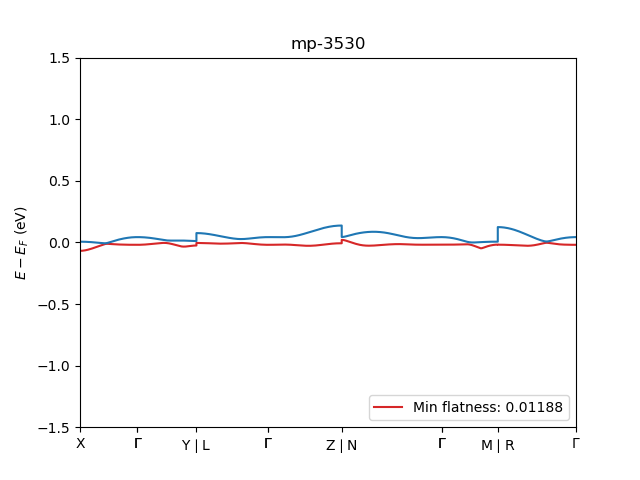 mp-3530
1.5
1.0
0.5
0.0
−0.5
−1.0
−1.5
E − E_F (eV)
X Γ Y | L Γ Z | N Γ M | R Γ
Min flatness: 0.01188